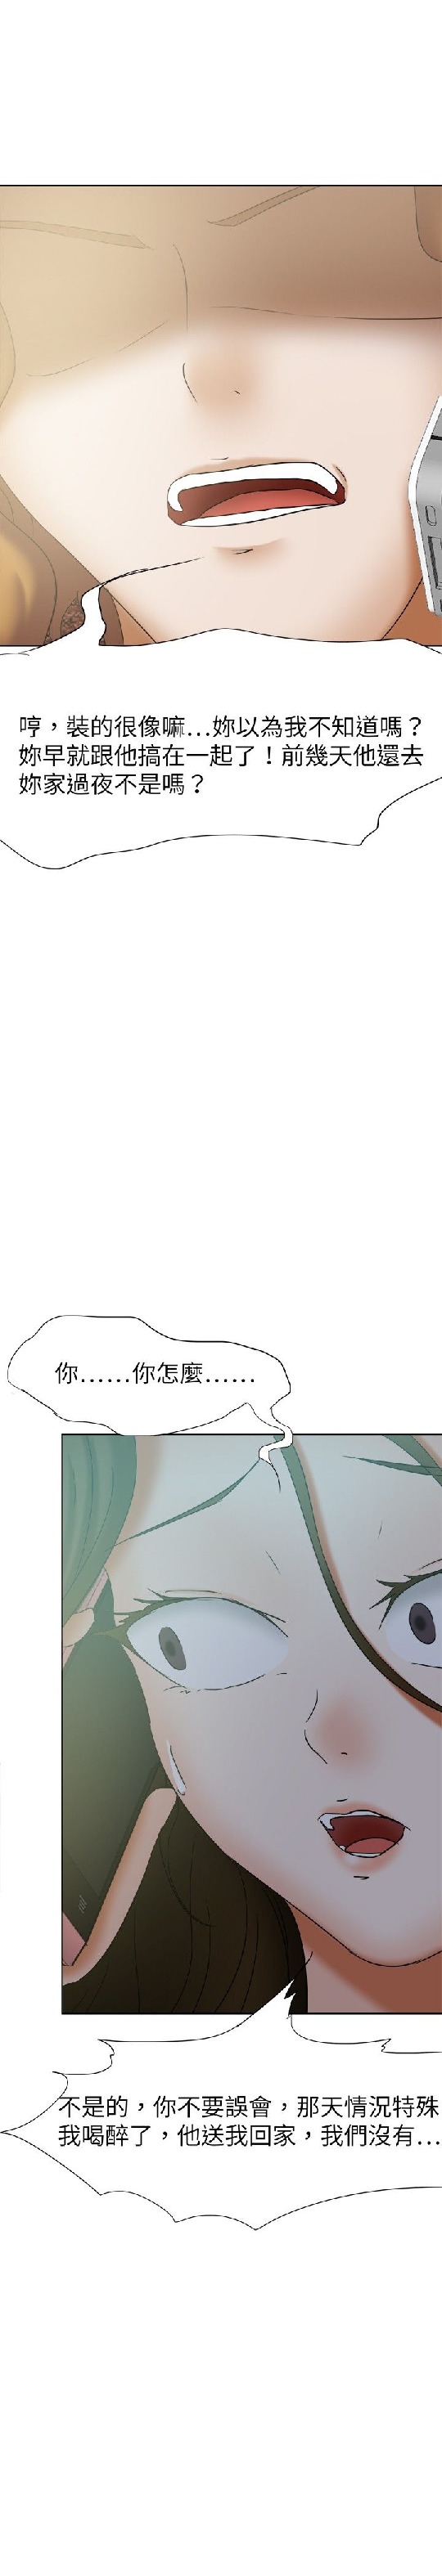 哼，裝的很像嘛...妳以為我不知道嗎？
妳早就跟他搞在一起了！前幾天他還去
妳家過夜不是嗎？
你......你怎麼......
不是的，你不要誤會，那天情況特殊
我喝醉了，他送我回家，我們沒有...